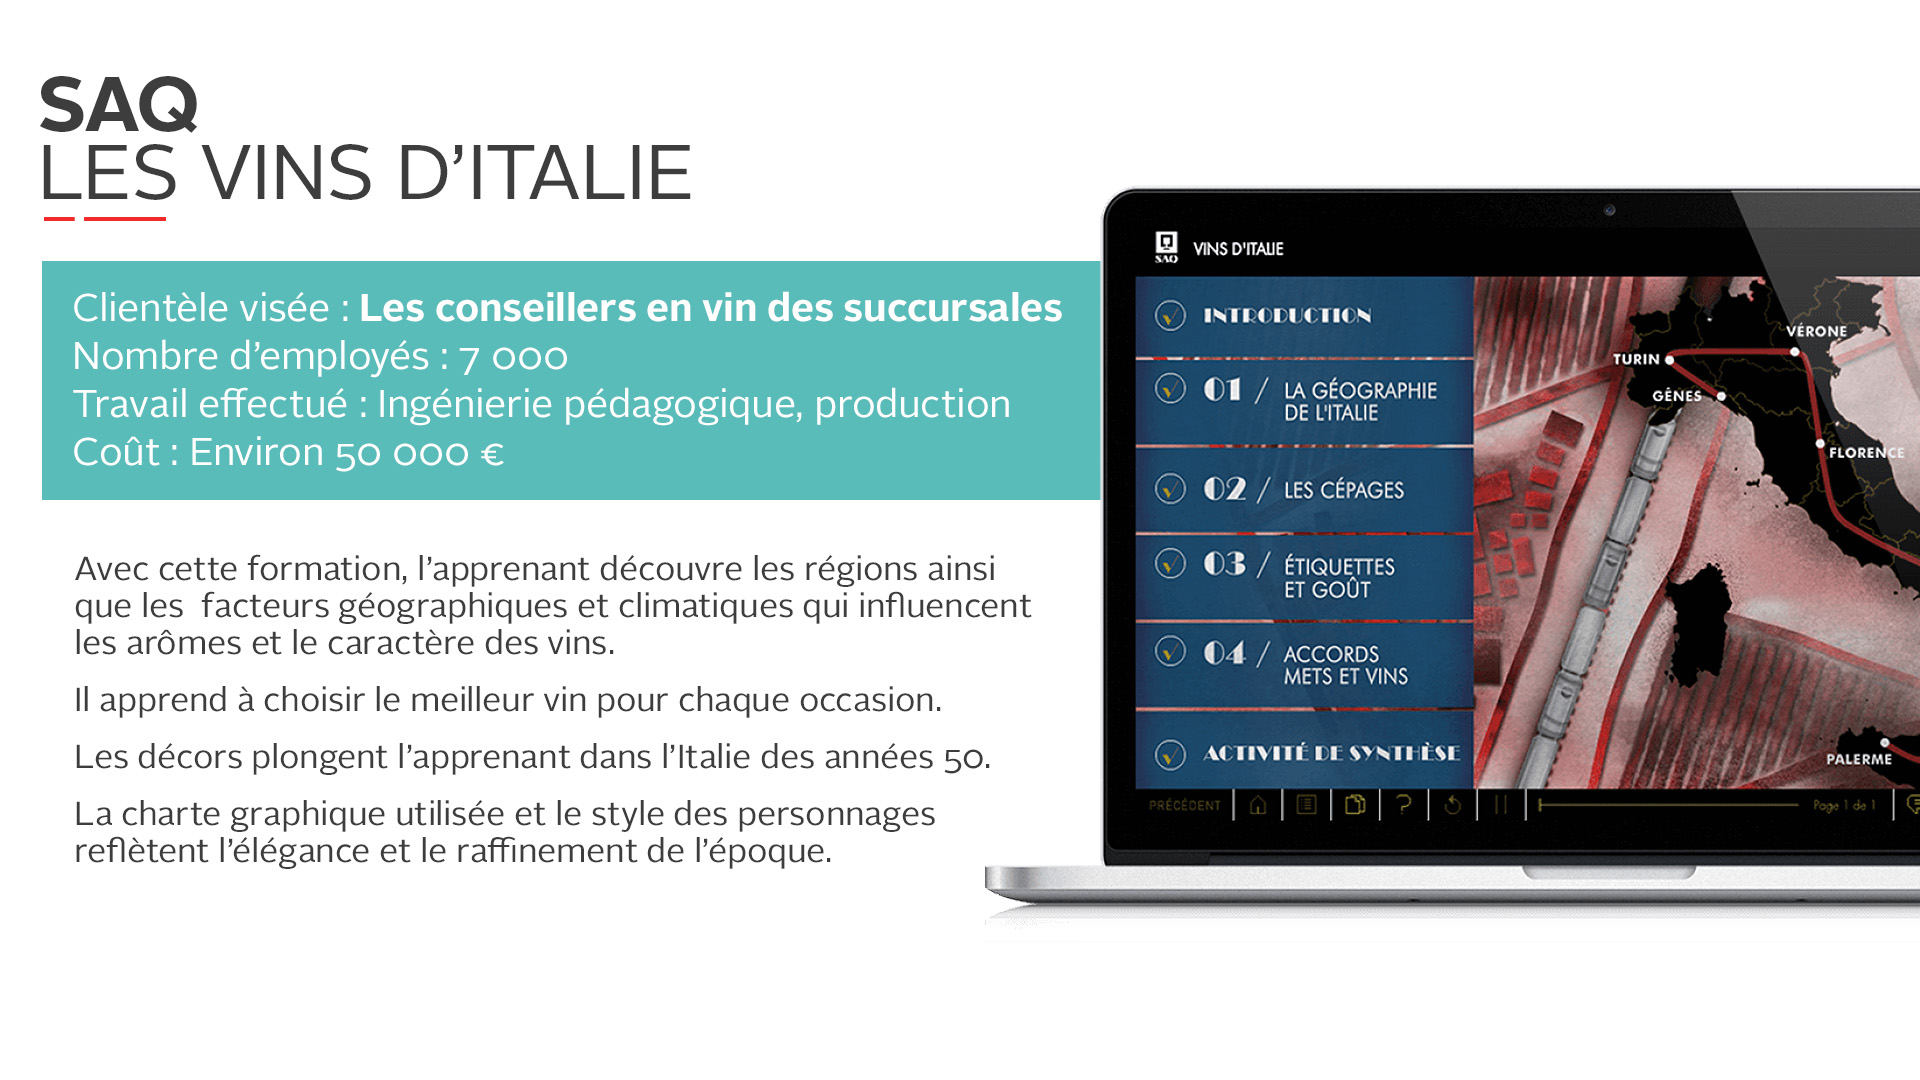 SAQ
LES VINS D’ITALIE
Clientèle visée : Les conseillers en vin des succursales
Nombre d’employés : 7 000
Travail effectué : Ingénierie pédagogique, production
Coût : Environ 50 000 €
Avec cette formation, l’apprenant découvre les régions ainsi
que les facteurs géographiques et climatiques qui influencent
les arômes et le caractère des vins.
Il apprend à choisir le meilleur vin pour chaque occasion.
Les décors plongent l’apprenant dans l’Italie des années 50.
La charte graphique utilisée et le style des personnages
reflètent l’élégance et le raffinement de l’époque.
SAQ
VINS D'ITALIE
INTRODUCTION
01 / LA GÉOGRAPHIE
DE L'ITALIE
02 / LES CÉPAGES
03 / ÉTIQUETTES
ET GOÛT
04 / ACCORDS
METS ET VINS
ACTIVITÉ DE SYNTHÈSE
VÉRONE
TURIN
GÊNES
FLORENCE
PALERME
PRÉCÉDENT
Page 1 de 1